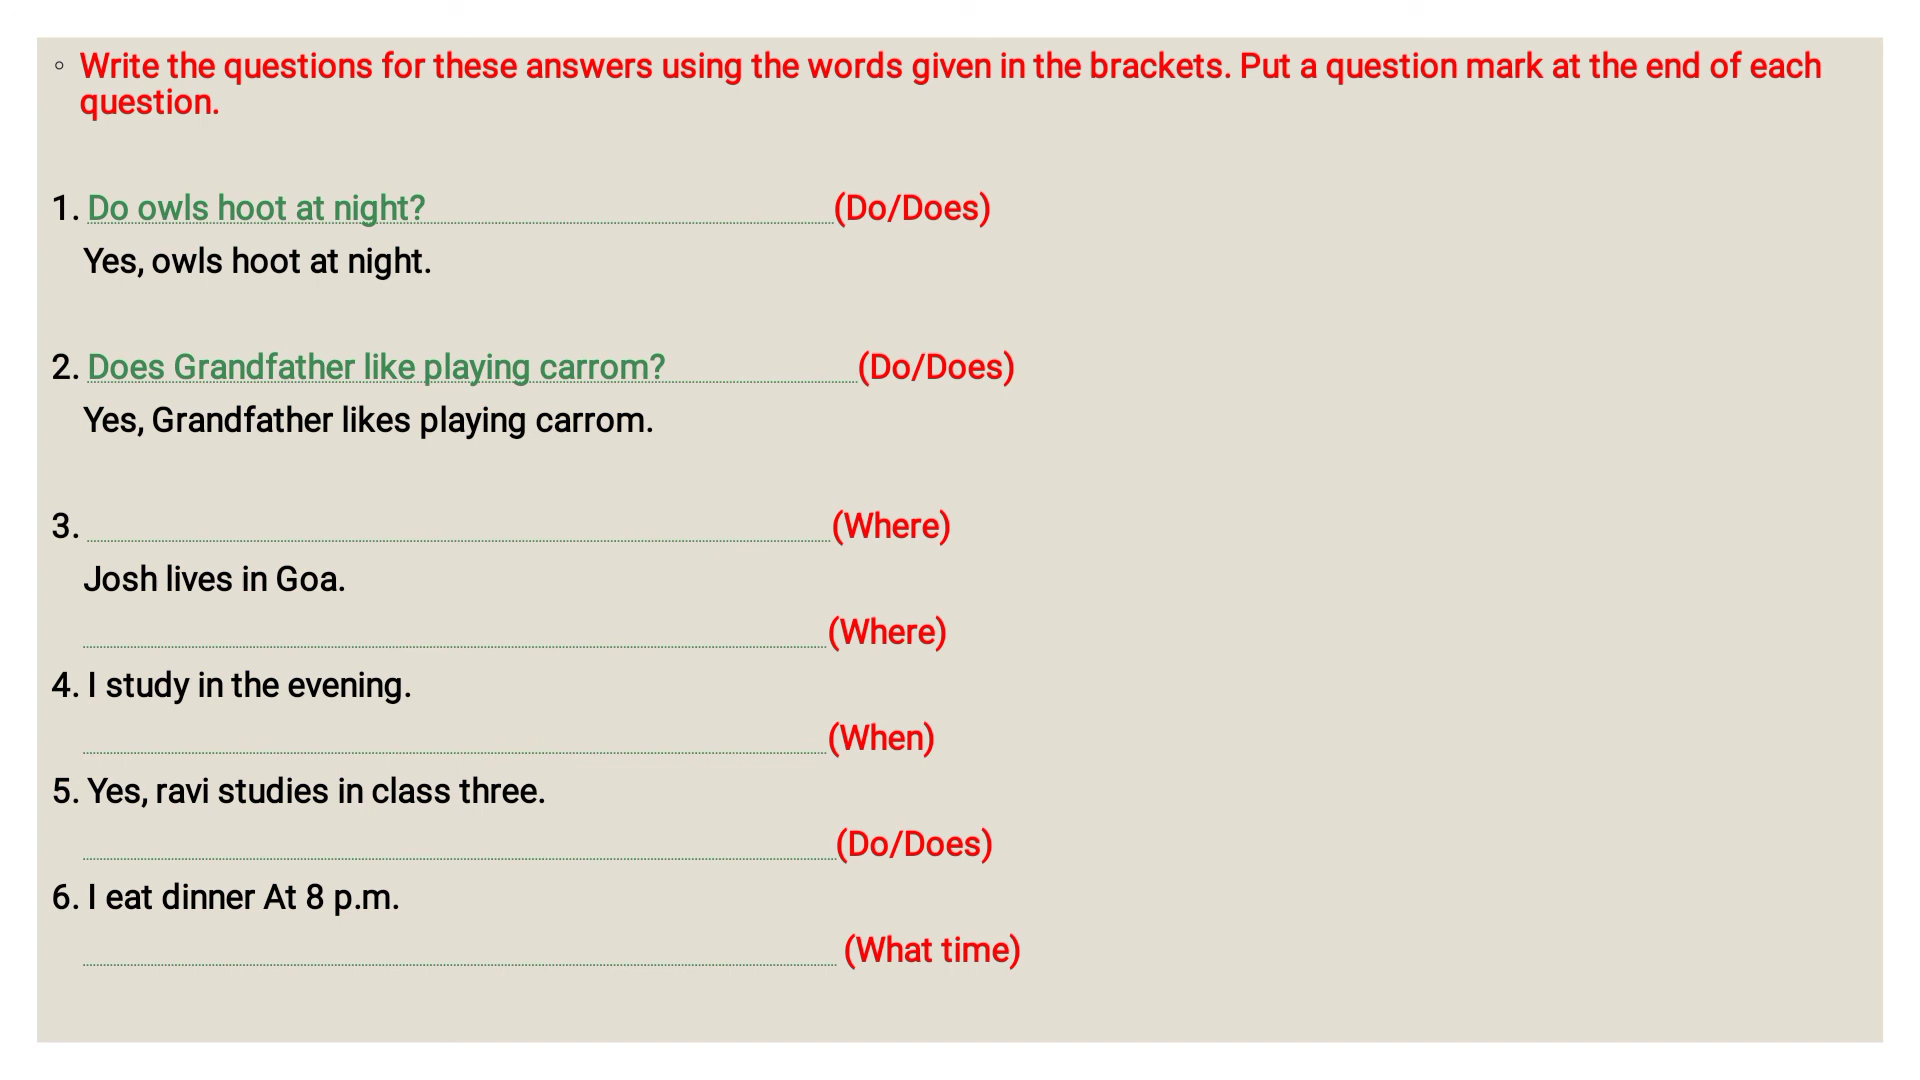 ◦ Write the questions for these answers using the words given in the brackets. Put a question mark at the end of each
question.
1. Do owls hoot at night? (Do/Does)
Yes, owls hoot at night.
2. Does Grandfather like playing carrom? (Do/Does)
Yes, Grandfather likes playing carrom.
3. (Where)
Josh lives in Goa.
(Where)
4. I study in the evening.
(When)
5. Yes, ravi studies in class three.
(Do/Does)
6. I eat dinner At 8 p.m.
(What time)